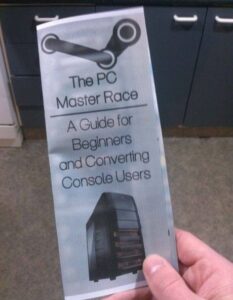 The PC
Master Race
A Guide for
Beginners
and Converting
Console Users